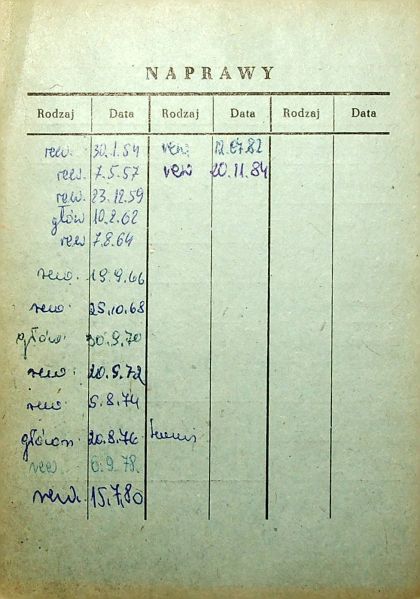 NAPRAWY
Rodzaj Data Rodzaj Data Rodzaj Data
rew. 30.1.54 rew. 12.07.82
rew. 7.5.57 rew 20.11.84
rew. 23.12.59
głów 10.2.62
rew 7.8.64
rew. 19.9.66
rew. 25.10.68
głów. 30.9.70
rew. 20.9.72
rew. 9.8.74
główn 20.8.76
rew. 6.9.78.
rew. 15.7.80